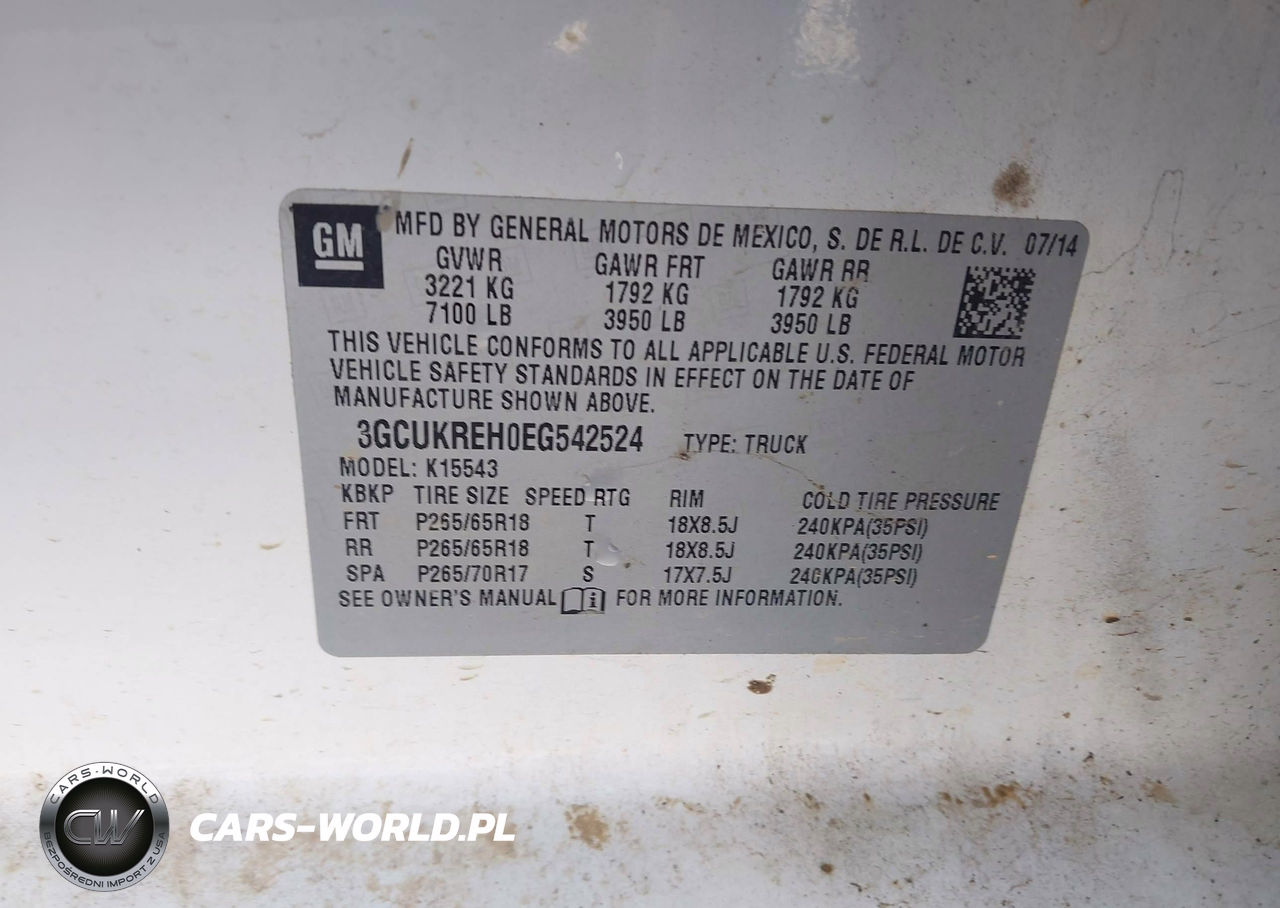 GM
MFD BY GENERAL MOTORS DE MEXICO, S. DE R.L. DE C.V. 07/14
GVWR GAWR FRT GAWR RR
3221 KG 1792 KG 1792 KG
7100 LB 3950 LB 3950 LB
THIS VEHICLE CONFORMS TO ALL APPLICABLE U.S. FEDERAL MOTOR
VEHICLE SAFETY STANDARDS IN EFFECT ON THE DATE OF
MANUFACTURE SHOWN ABOVE.
3GCUKREH0EG542524 TYPE: TRUCK
MODEL: K15543
KBKP TIRE SIZE SPEED RTG RIM COLD TIRE PRESSURE
FRT P265/65R18 T 18X8.5J 240KPA(35PSI)
RR P265/65R18 T 18X8.5J 240KPA(35PSI)
SPA P265/70R17 S 17X7.5J 240KPA(35PSI)
SEE OWNER'S MANUAL i FOR MORE INFORMATION.
CARS-WORLD
CW
BEZPOŚREDNI IMPORT Z USA
CARS-WORLD.PL